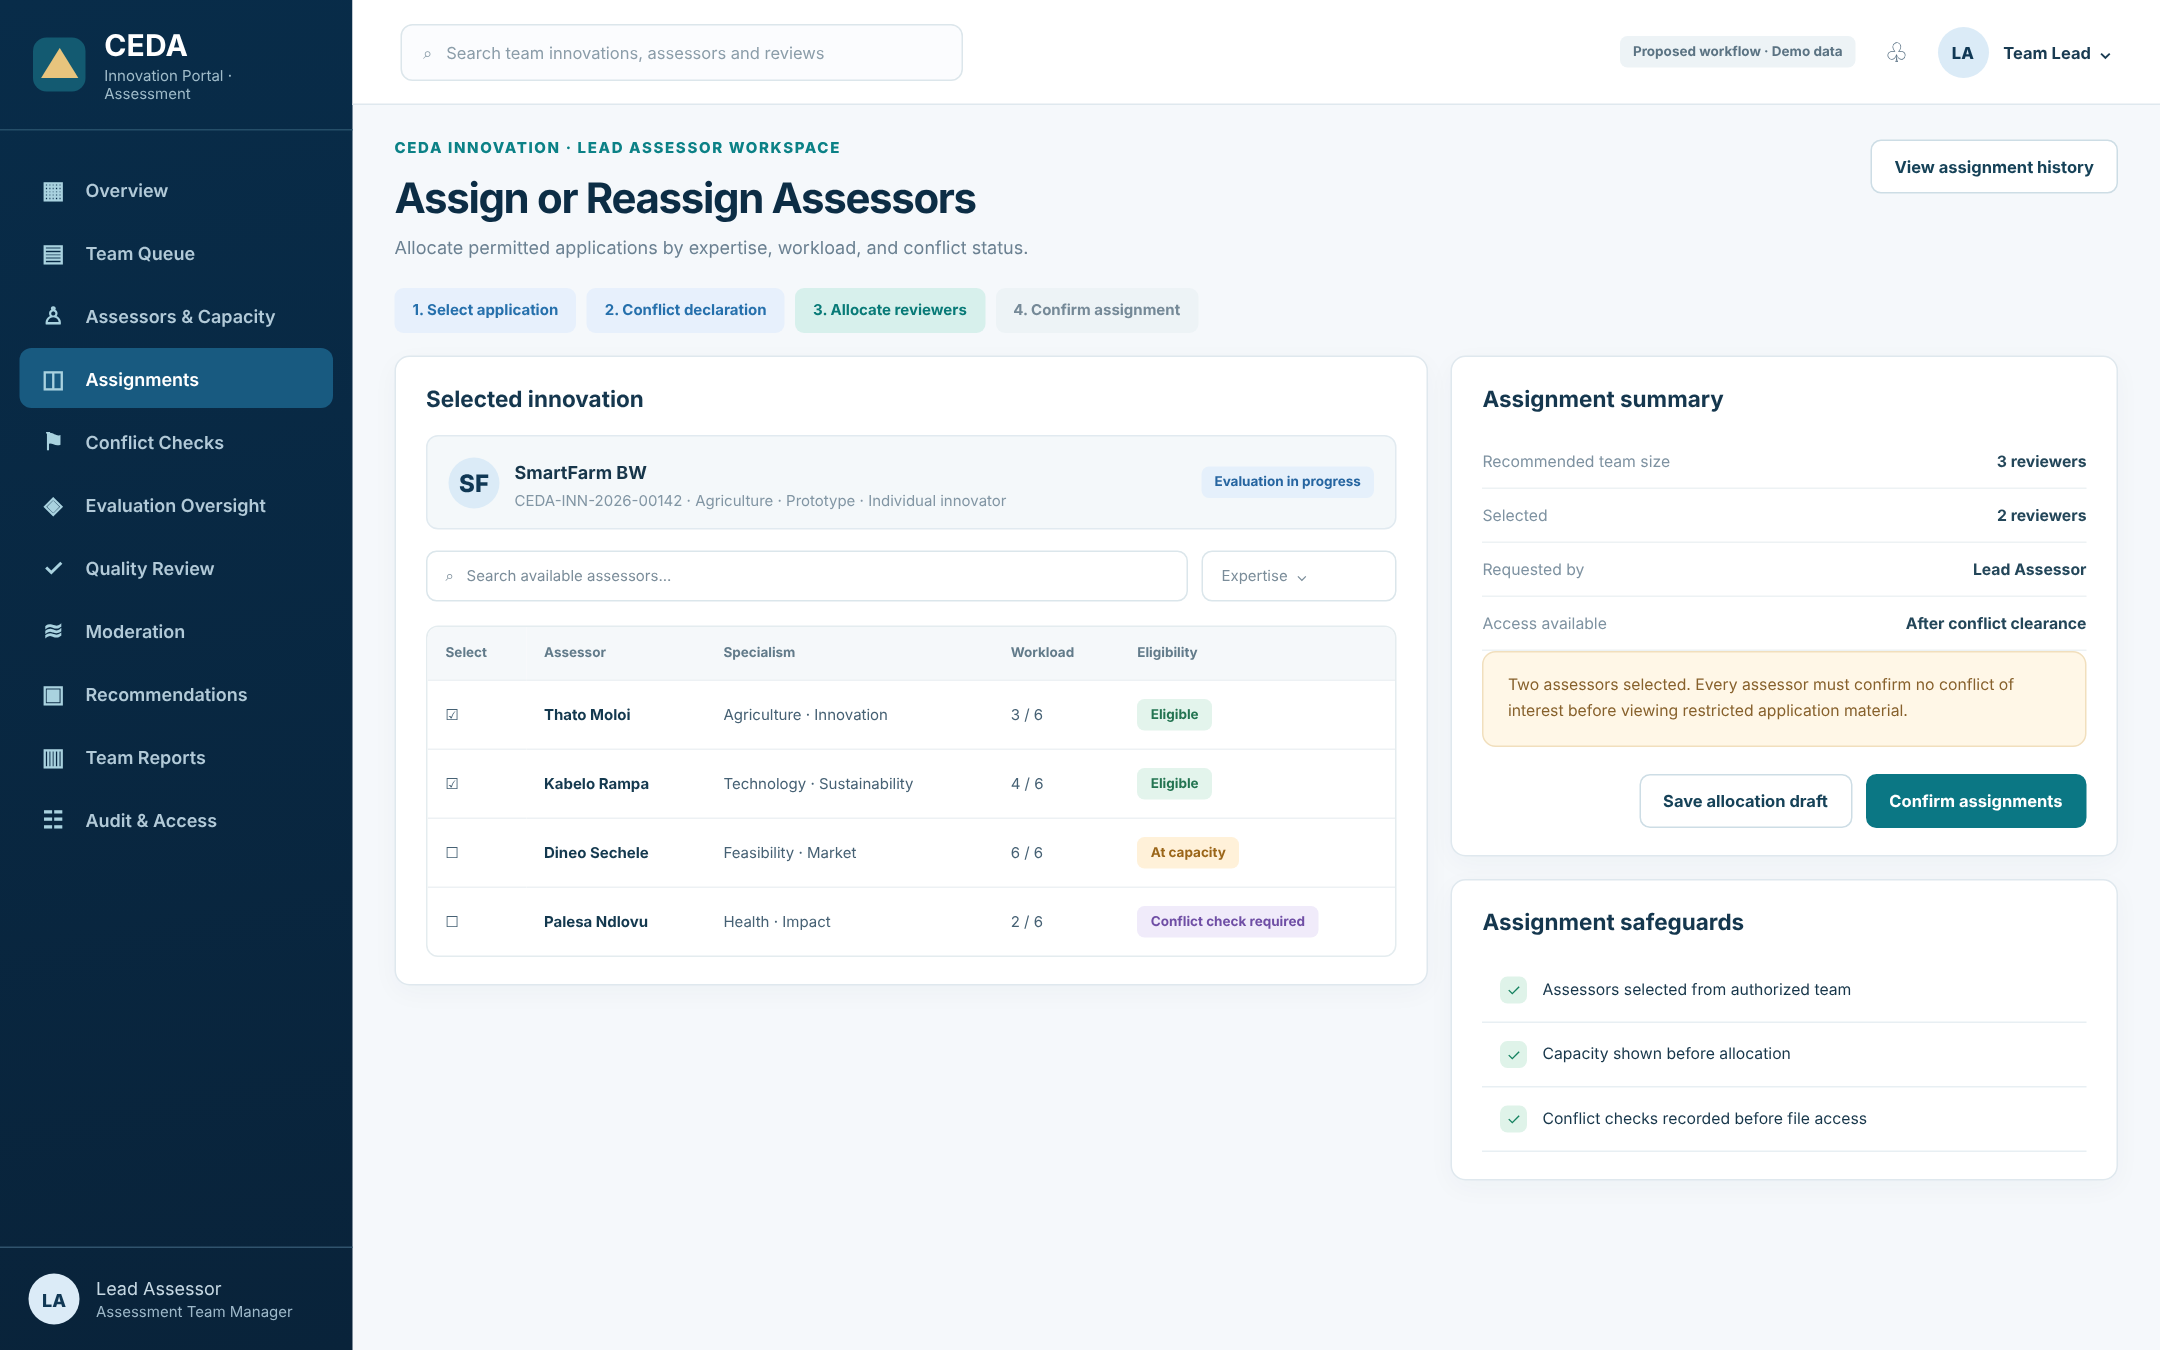 CEDA
Innovation Portal ·
Assessment
Overview
Team Queue
Assessors & Capacity
Assignments
Conflict Checks
Evaluation Oversight
Quality Review
Moderation
Recommendations
Team Reports
Audit & Access
LA
Lead Assessor
Assessment Team Manager
Search team innovations, assessors and reviews
Proposed workflow · Demo data
LA
Team Lead
CEDA INNOVATION · LEAD ASSESSOR WORKSPACE
Assign or Reassign Assessors
Allocate permitted applications by expertise, workload, and conflict status.
View assignment history
1. Select application
2. Conflict declaration
3. Allocate reviewers
4. Confirm assignment
Selected innovation
SF
SmartFarm BW
CEDA-INN-2026-00142 · Agriculture · Prototype · Individual innovator
Evaluation in progress
Search available assessors...
Expertise
Select Assessor Specialism Workload Eligibility
☑ Thato Moloi Agriculture · Innovation 3 / 6 Eligible
☑ Kabelo Rampa Technology · Sustainability 4 / 6 Eligible
☐ Dineo Sechele Feasibility · Market 6 / 6 At capacity
☐ Palesa Ndlovu Health · Impact 2 / 6 Conflict check required
Assignment summary
Recommended team size 3 reviewers
Selected 2 reviewers
Requested by Lead Assessor
Access available After conflict clearance
Two assessors selected. Every assessor must confirm no conflict of
interest before viewing restricted application material.
Save allocation draft
Confirm assignments
Assignment safeguards
Assessors selected from authorized team
Capacity shown before allocation
Conflict checks recorded before file access